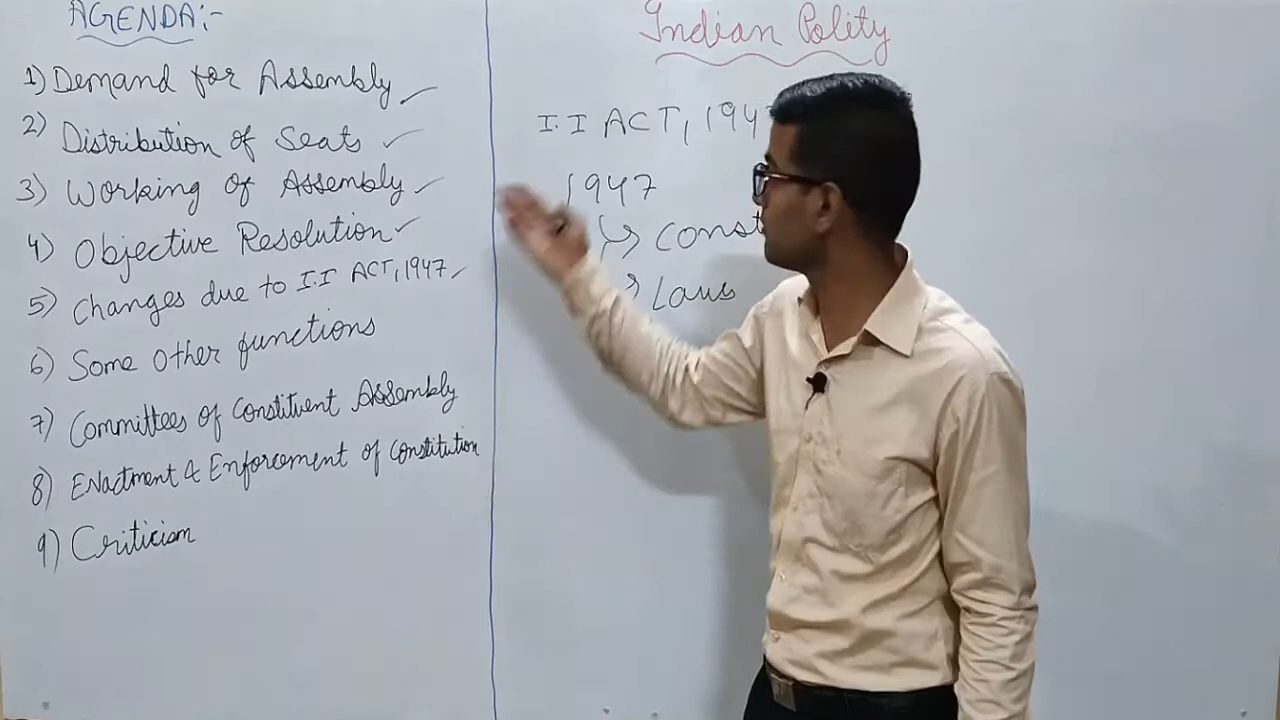 AGENDA:-
1) Demand for Assembly
2) Distribution of Seats
3) Working of Assembly
4) Objective Resolution
5) Changes due to I.I ACT, 1947
6) Some other functions
7) Committees of Constituent Assembly
8) Enactment & Enforcement of Constitution
9) Criticism
Indian Polity
I.I ACT, 194
1947
Const
Laws